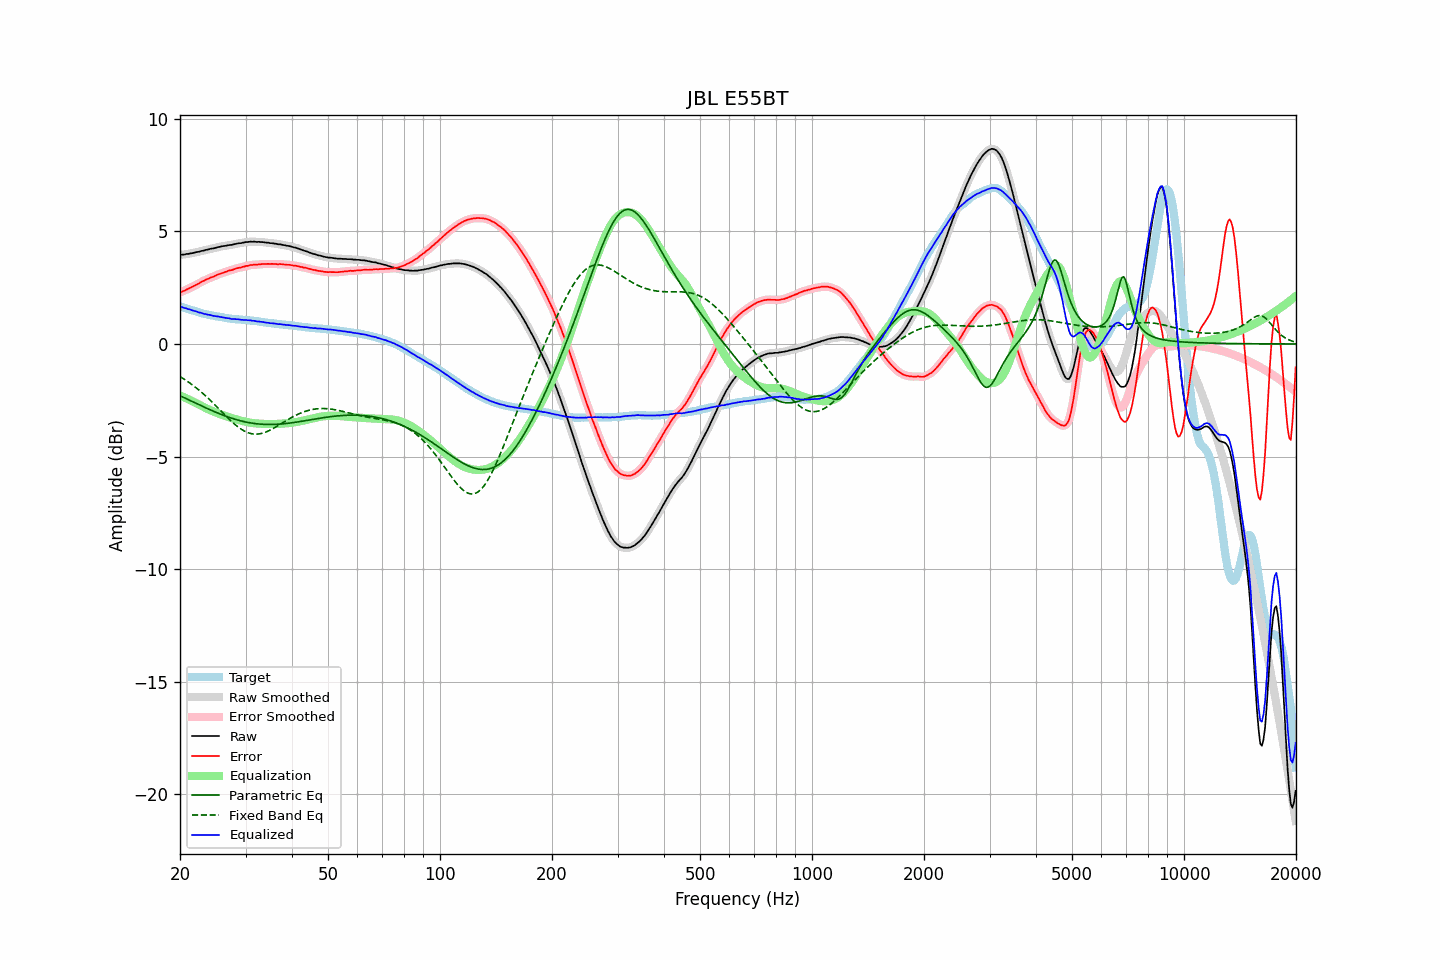 JBL E55BT
10
5
0
−5
−10
−15
−20
Amplitude (dBr)
Target
Raw Smoothed
Error Smoothed
Raw
Error
Equalization
Parametric Eq
Fixed Band Eq
Equalized
20 50 100 200 500 1000 2000 5000 10000 20000
Frequency (Hz)